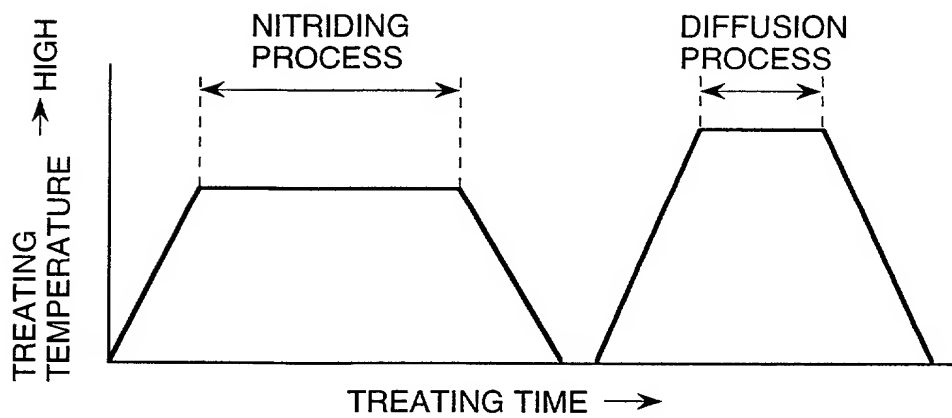 NITRIDING
PROCESS
DIFFUSION
PROCESS
TREATING
TEMPERATURE → HIGH
TREATING TIME →